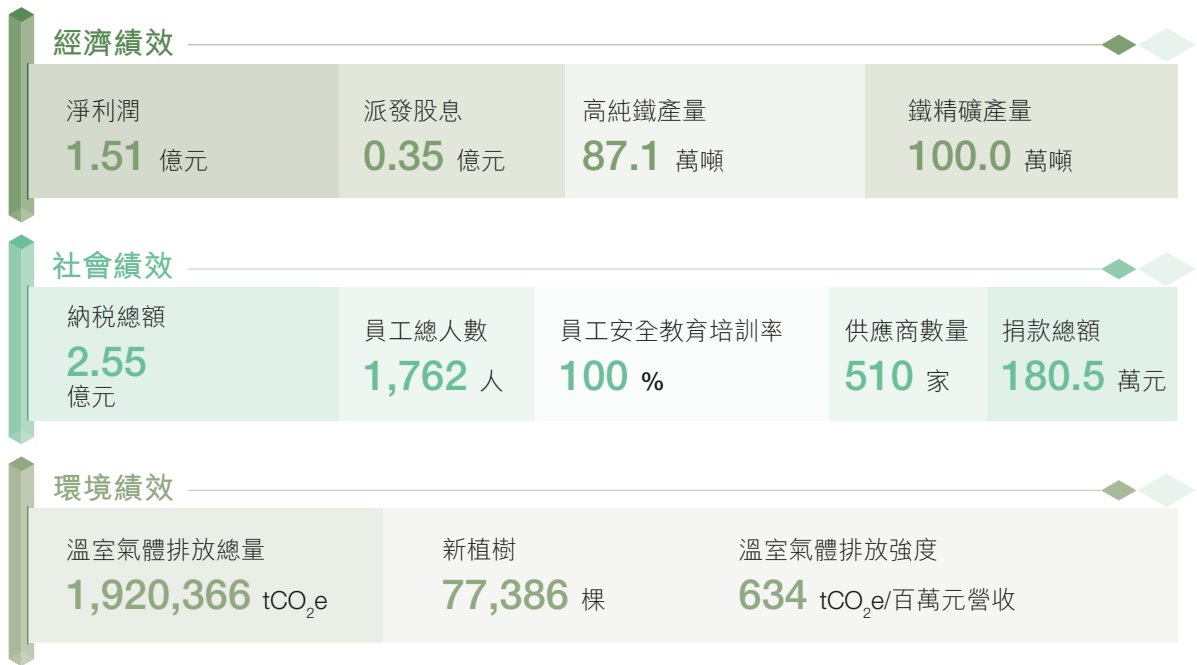 經濟績效
淨利潤
1.51 億元
派發股息
0.35 億元
高純鐵產量
87.1 萬噸
鐵精礦產量
100.0 萬噸
社會績效
納稅總額
2.55
億元
員工總人數
1,762 人
員工安全教育培訓率
100 %
供應商數量
510 家
捐款總額
180.5 萬元
環境績效
溫室氣體排放總量
1,920,366 tCO₂e
新植樹
77,386 棵
溫室氣體排放強度
634 tCO₂e/百萬元營收